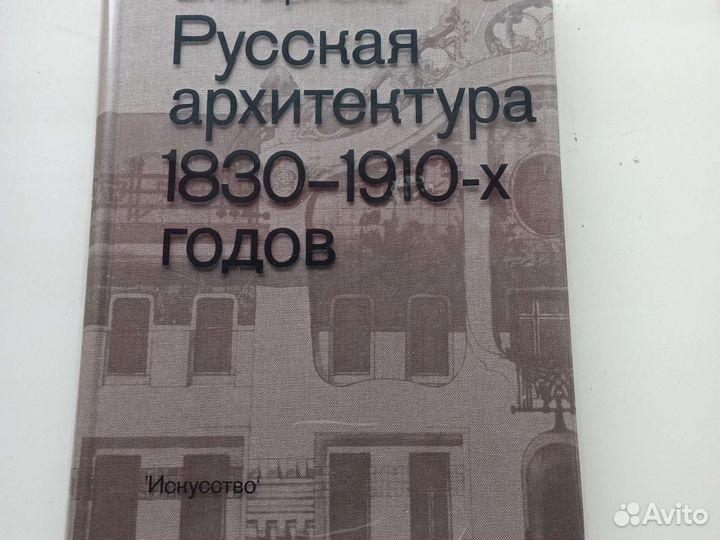 Русская
архитектура
1830–1910-х
годов
'Искусство'
Avito